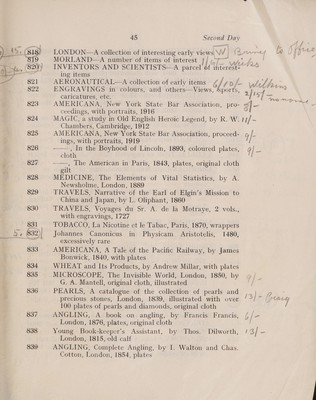 45 Second Day
818 LONDON—A collection of interesting early views
819 MORLAND—A number of items of interest
820 INVENTORS AND SCIENTISTS—A parcel of interest-
ing items
821 AERONAUTICAL—A collection of early items
822 ENGRAVINGS in colours, and others—Views, sports,
caricatures, etc.
823 AMERICANA, New York State Bar Association, pro-
ceedings, with portraits, 1916
824 MAGIC, a study in Old English Heroic Legend, by R. W. 11/-
Chambers, Cambridge, 1912
825 AMERICANA, New York State Bar Association, proceed- 9/-
ings, with portraits, 1919
826 ——, In the Boyhood of Lincoln, 1893, coloured plates, 9/-
cloth
827 ——, The American in Paris, 1843, plates, original cloth
gilt
828 MEDICINE, The Elements of Vital Statistics, by A.
Newsholme, London, 1889
829 TRAVELS, Narrative of the Earl of Elgin's Mission to
China and Japan, by L. Oliphant, 1860
830 TRAVELS, Voyages du Sr. A. de la Motraye, 2 vols.,
with engravings, 1727
831 TOBACCO, La Nicotine et le Tabac, Paris, 1870, wrappers
832 Johannes Canonicus in Physicam Aristotelis, 1480,
excessively rare
833 AMERICANA, A Tale of the Pacific Railway, by James
Bonwick, 1840, with plates
834 WHEAT and Its Products, by Andrew Millar, with plates
835 MICROSCOPE, The Invisible World, London, 1850, by 9/-
G. A. Mantell, original cloth, illustrated
836 PEARLS, A catalogue of the collection of pearls and
precious stones, London, 1839, illustrated with over 13/-
100 plates of pearls and diamonds, original cloth
837 ANGLING, A book on angling, by Francis Francis, 6/-
London, 1876, plates, original cloth
838 Young Book-keeper's Assistant, by Thos. Dilworth, 13/-
London, 1815, old calf
839 ANGLING, Complete Angling, by I. Walton and Chas.
Cotton, London, 1854, plates